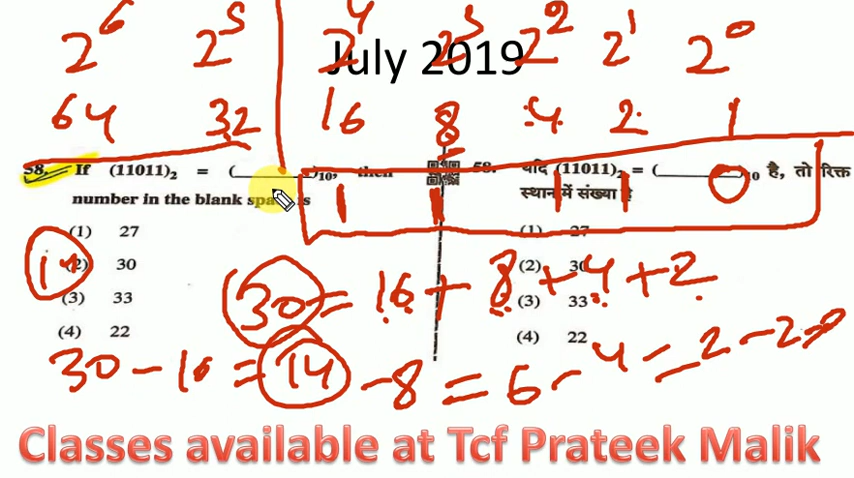 2^6 2^5 2^4 2^3 2^2 2^1 2^0
July 2019
64 32 16 8 4 2 1
58. If (11011)₂ = (______)₁₀, then
number in the blank space is
(1) 27
(2) 30
(3) 33
(4) 22
58. यदि (11011)₂ = (______)₁₀ है, तो रिक्त
स्थान में संख्या है
(1) 27
(2) 30
(3) 33
(4) 22
1 1 1 1 0
30 = 16 + 8 + 4 + 2
14
30 - 16 = 14 - 8 = 6 - 4 = 2 - 2 = 0
Classes available at Tcf Prateek Malik